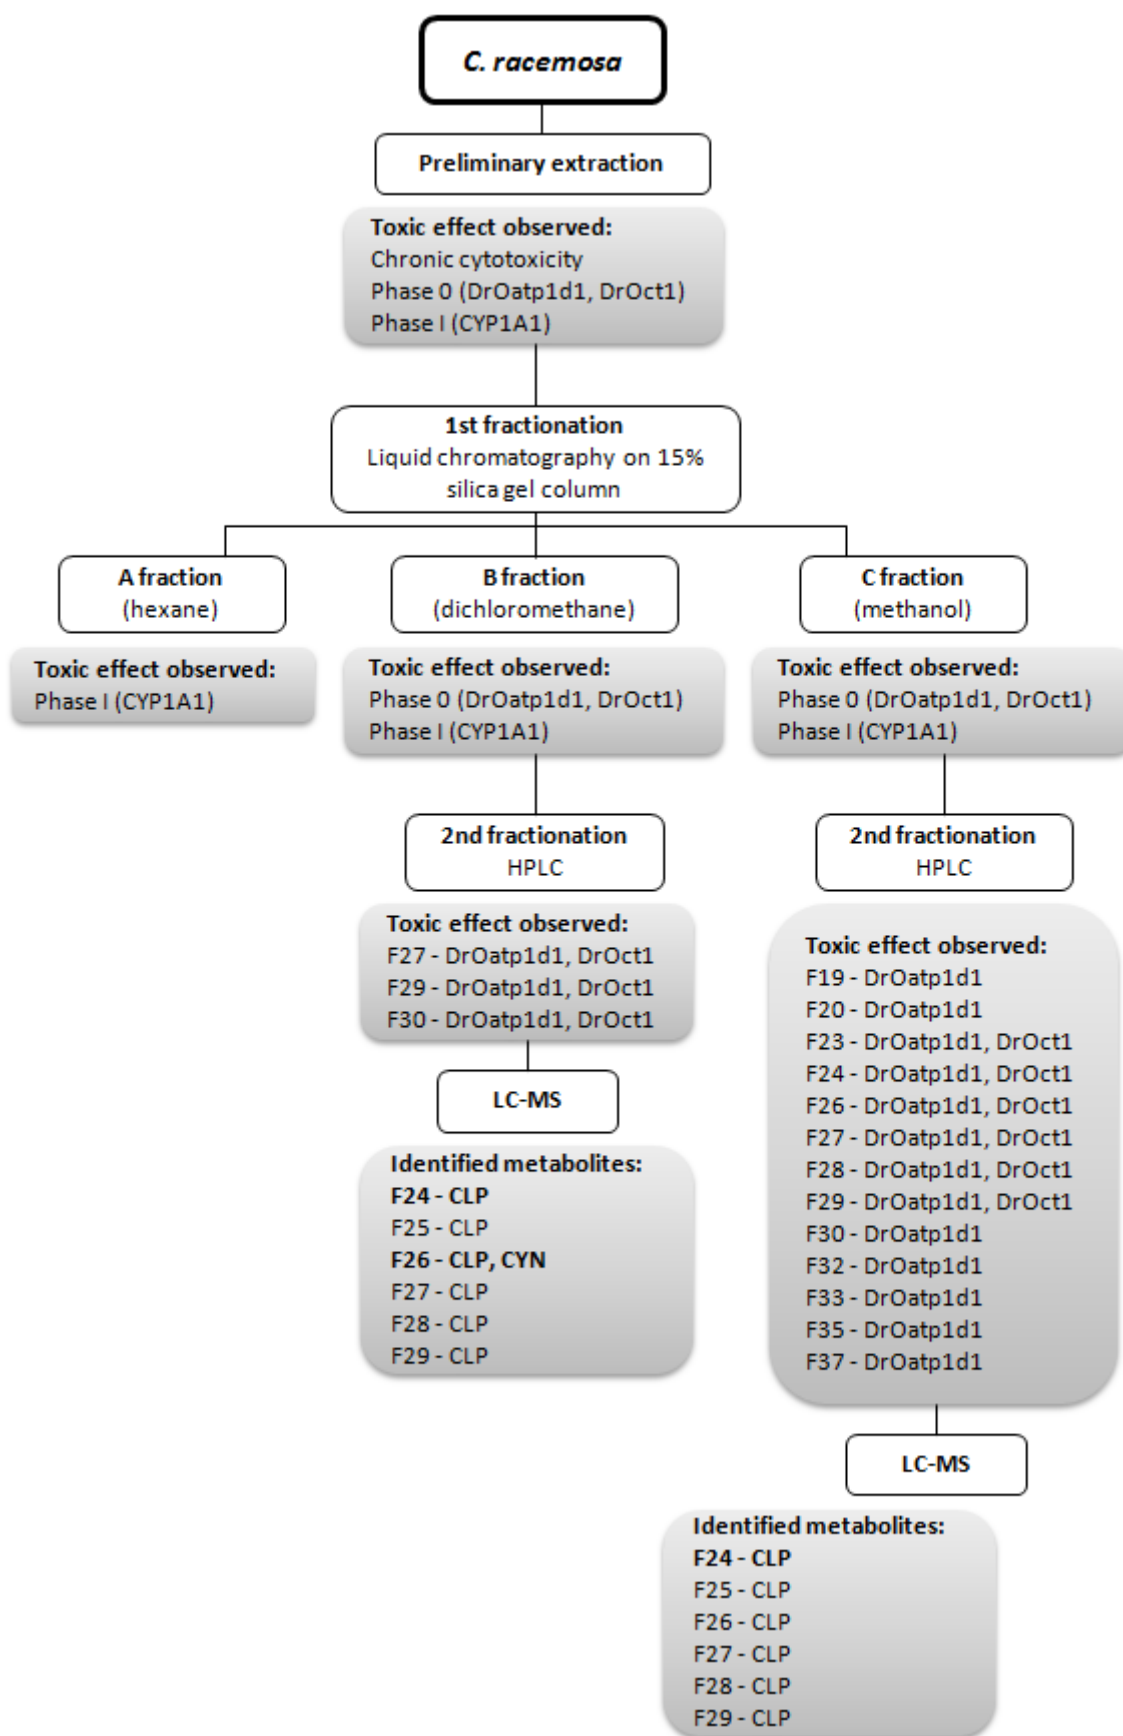 C. racemosa
Preliminary extraction
Toxic effect observed:
Chronic cytotoxicity
Phase 0 (DrOatp1d1, DrOct1)
Phase I (CYP1A1)
1st fractionation
Liquid chromatography on 15%
silica gel column
A fraction
(hexane)
Toxic effect observed:
Phase I (CYP1A1)
B fraction
(dichloromethane)
Toxic effect observed:
Phase 0 (DrOatp1d1, DrOct1)
Phase I (CYP1A1)
2nd fractionation
HPLC
Toxic effect observed:
F27 - DrOatp1d1, DrOct1
F29 - DrOatp1d1, DrOct1
F30 - DrOatp1d1, DrOct1
LC-MS
Identified metabolites:
F24 - CLP
F25 - CLP
F26 - CLP, CYN
F27 - CLP
F28 - CLP
F29 - CLP
C fraction
(methanol)
Toxic effect observed:
Phase 0 (DrOatp1d1, DrOct1)
Phase I (CYP1A1)
2nd fractionation
HPLC
Toxic effect observed:
F19 - DrOatp1d1
F20 - DrOatp1d1
F23 - DrOatp1d1, DrOct1
F24 - DrOatp1d1, DrOct1
F26 - DrOatp1d1, DrOct1
F27 - DrOatp1d1, DrOct1
F28 - DrOatp1d1, DrOct1
F29 - DrOatp1d1, DrOct1
F30 - DrOatp1d1
F32 - DrOatp1d1
F33 - DrOatp1d1
F35 - DrOatp1d1
F37 - DrOatp1d1
LC-MS
Identified metabolites:
F24 - CLP
F25 - CLP
F26 - CLP
F27 - CLP
F28 - CLP
F29 - CLP